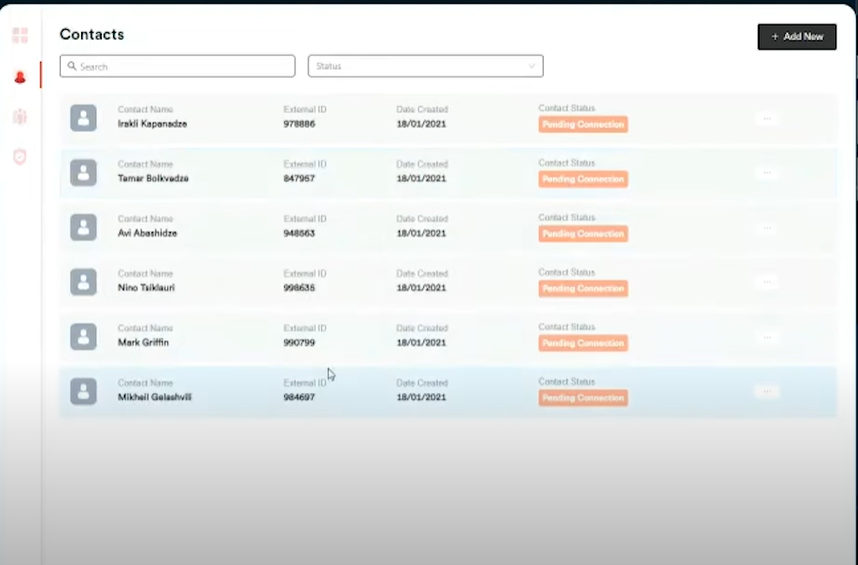 Contacts
+ Add New
Search
Status
Contact Name External ID Date Created Contact Status
Irakli Kapanadze 978886 18/01/2021 Pending Connection
Contact Name External ID Date Created Contact Status
Tamar Bolkvadze 847967 18/01/2021 Pending Connection
Contact Name External ID Date Created Contact Status
Avi Abashidze 948563 18/01/2021 Pending Connection
Contact Name External ID Date Created Contact Status
Nino Tsiklauri 998635 18/01/2021 Pending Connection
Contact Name External ID Date Created Contact Status
Mark Griffin 990799 18/01/2021 Pending Connection
Contact Name External ID Date Created Contact Status
Mikheil Gelashvili 984697 18/01/2021 Pending Connection